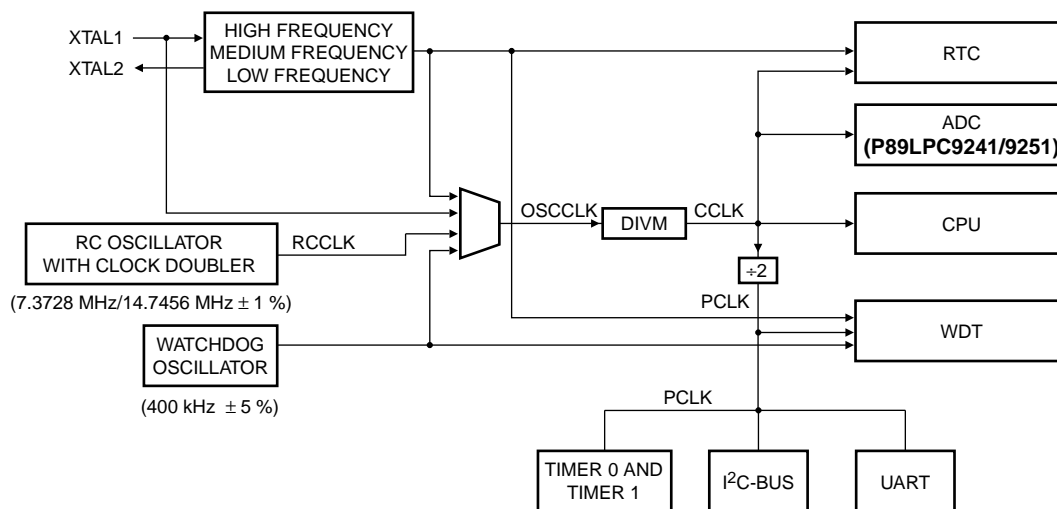 XTAL1
XTAL2
HIGH FREQUENCY
MEDIUM FREQUENCY
LOW FREQUENCY
RTC
ADC
(P89LPC9241/9251)
OSCCLK
DIVM
CCLK
CPU
RC OSCILLATOR
WITH CLOCK DOUBLER
RCCLK
(7.3728 MHz/14.7456 MHz ± 1 %)
÷2
PCLK
WDT
WATCHDOG
OSCILLATOR
(400 kHz ± 5 %)
PCLK
TIMER 0 AND
TIMER 1
I²C-BUS
UART